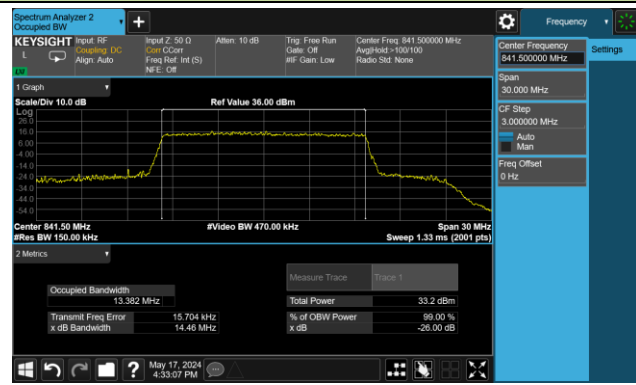 Spectrum Analyzer 2
Occupied BW
Frequency
KEYSIGHT
L
Input: RF
Coupling: DC
Align: Auto
Input Z: 50 Ω
Corr CCorr
Freq Ref: Int (S)
NFE: Off
Atten: 10 dB
Trig: Free Run
Gate: Off
#IF Gain: Low
Center Freq: 841.500000 MHz
Avg|Hold:>100/100
Radio Std: None
Center Frequency
841.500000 MHz
Settings
Span
30.000 MHz
CF Step
3.000000 MHz
Auto
Man
Freq Offset
0 Hz
1 Graph
Scale/Div 10.0 dB
Ref Value 36.00 dBm
Log
26.0
16.0
6.00
-4.00
-14.0
-24.0
-34.0
-44.0
-54.0
Center 841.50 MHz
#Video BW 470.00 kHz
Span 30 MHz
#Res BW 150.00 kHz
Sweep 1.33 ms (2001 pts)
2 Metrics
Measure Trace
Trace 1
Occupied Bandwidth
13.382 MHz
Total Power
33.2 dBm
Transmit Freq Error
15.704 kHz
% of OBW Power
99.00 %
x dB Bandwidth
14.46 MHz
x dB
-26.00 dB
?
May 17, 2024
4:33:07 PM